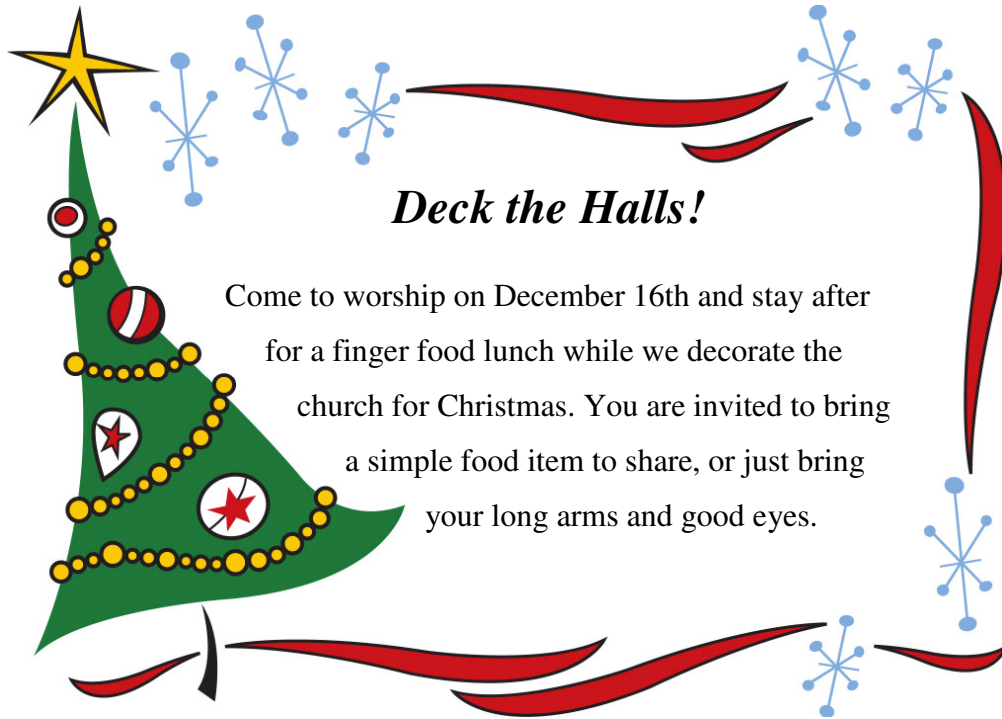 Deck the Halls!
Come to worship on December 16th and stay after
for a finger food lunch while we decorate the
church for Christmas. You are invited to bring
a simple food item to share, or just bring
your long arms and good eyes.